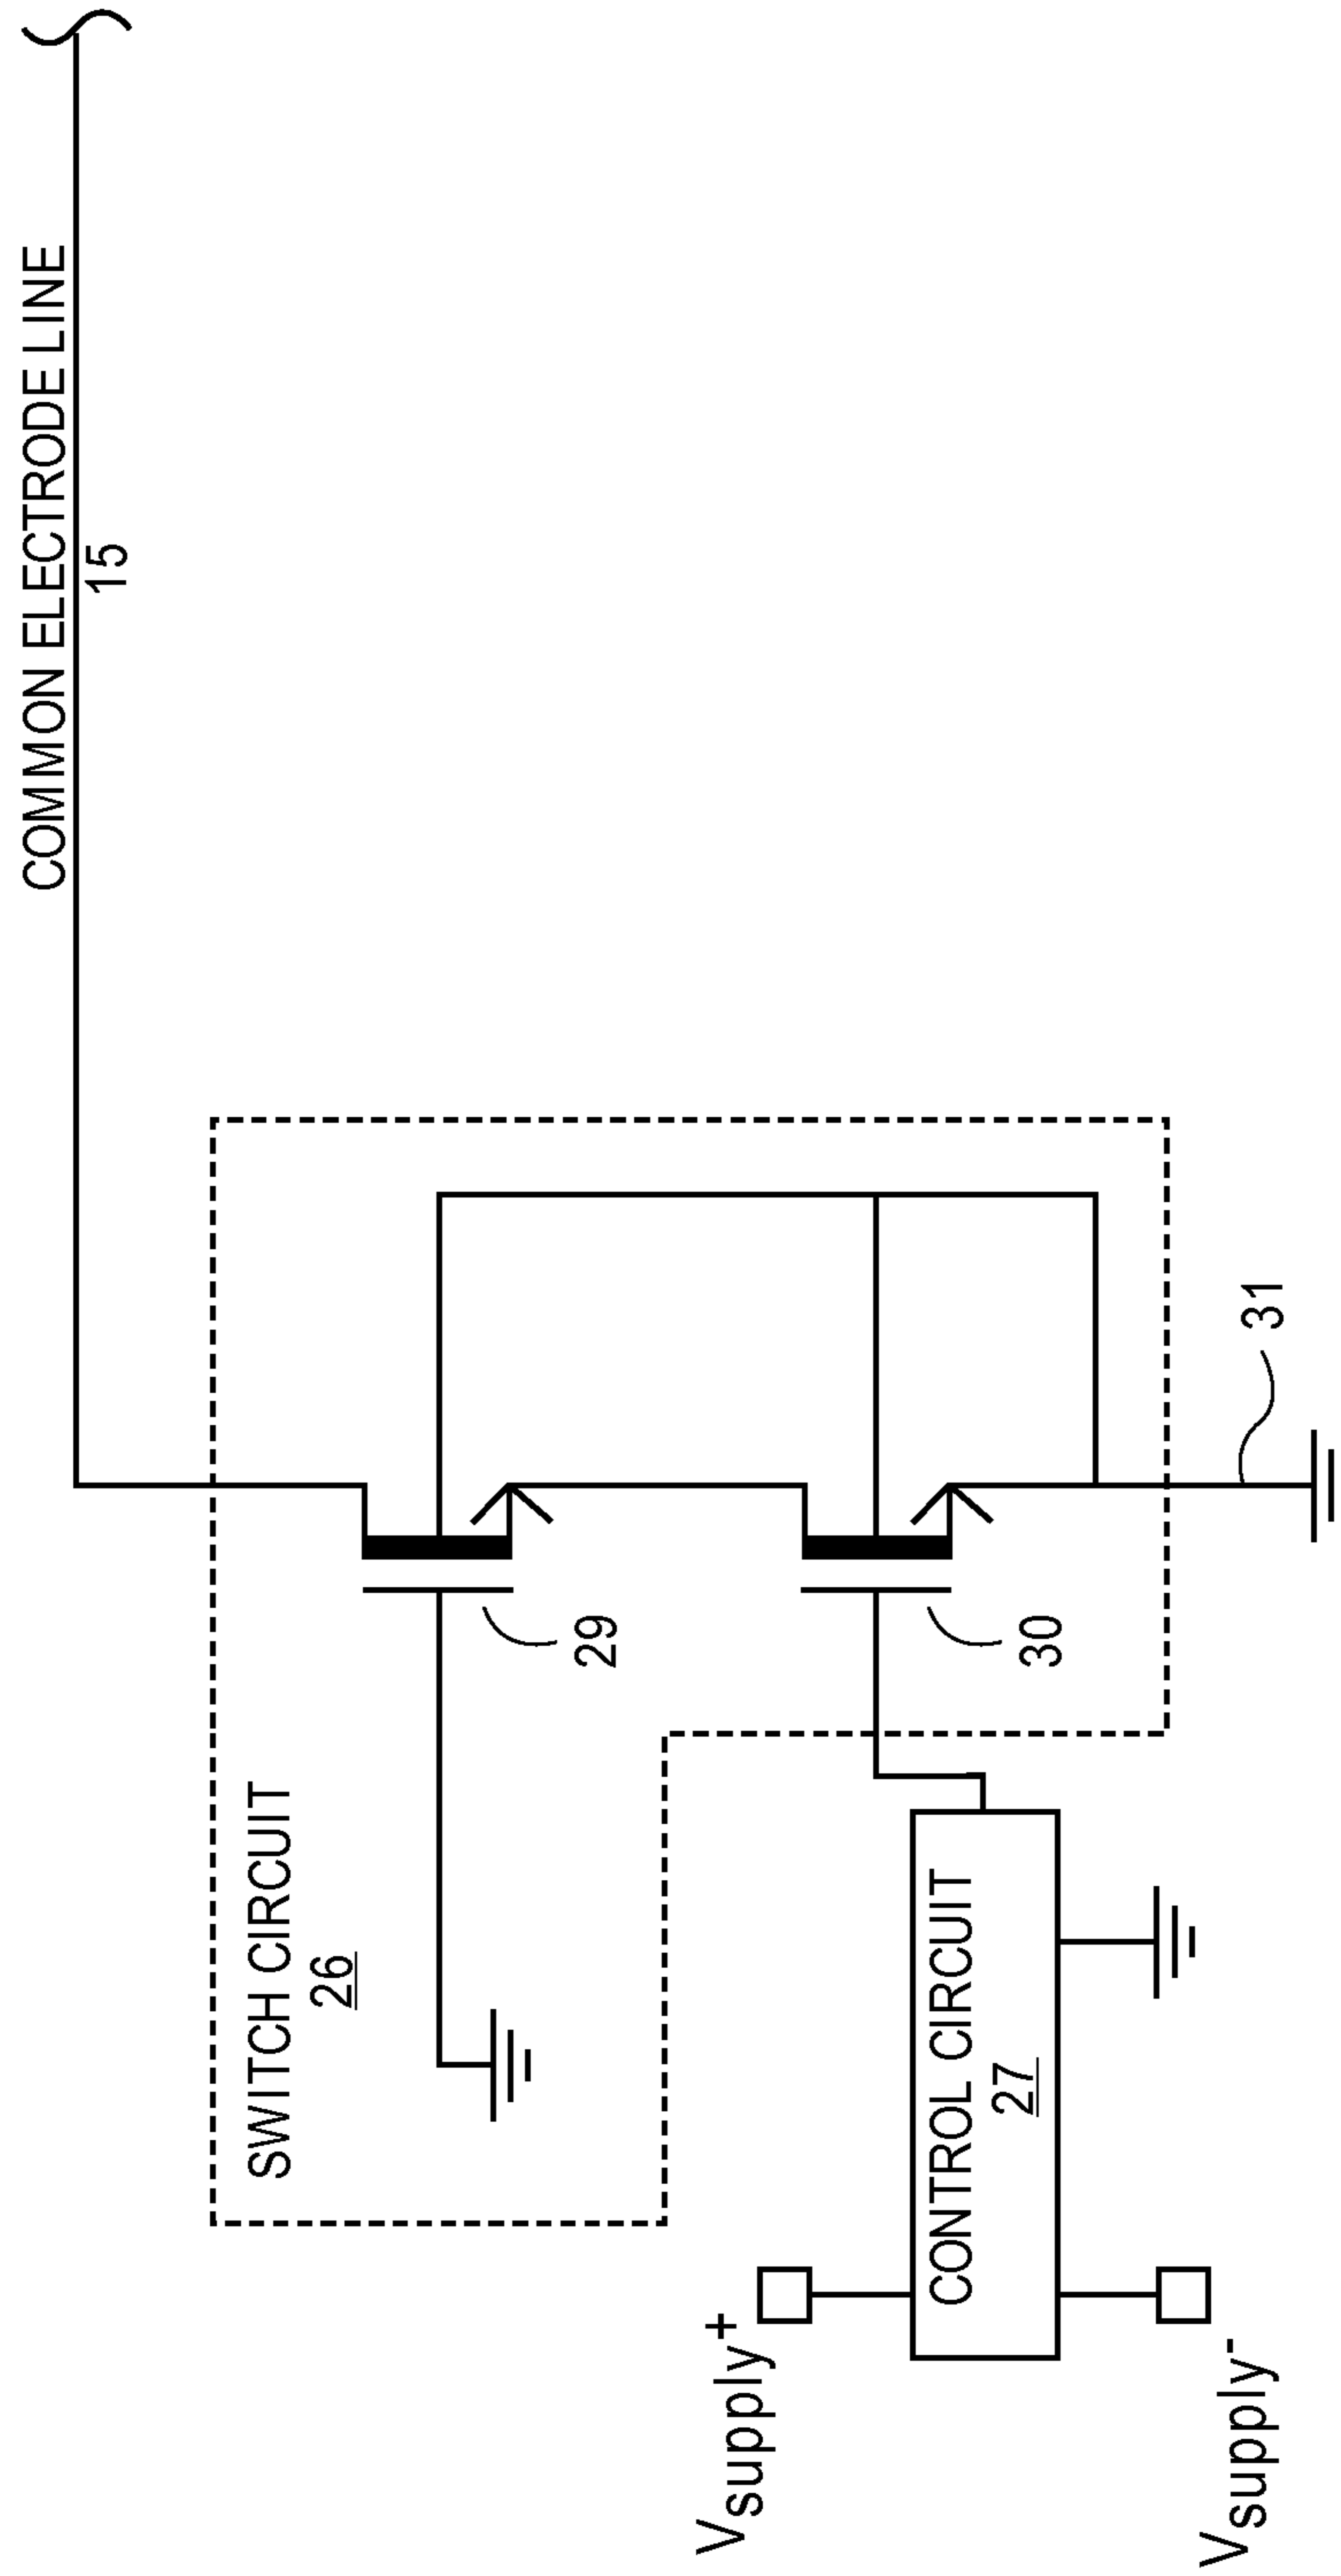 COMMON ELECTRODE LINE
15
SWITCH CIRCUIT
26
29
30
31
CONTROL CIRCUIT
27
Vsupply+
Vsupply-